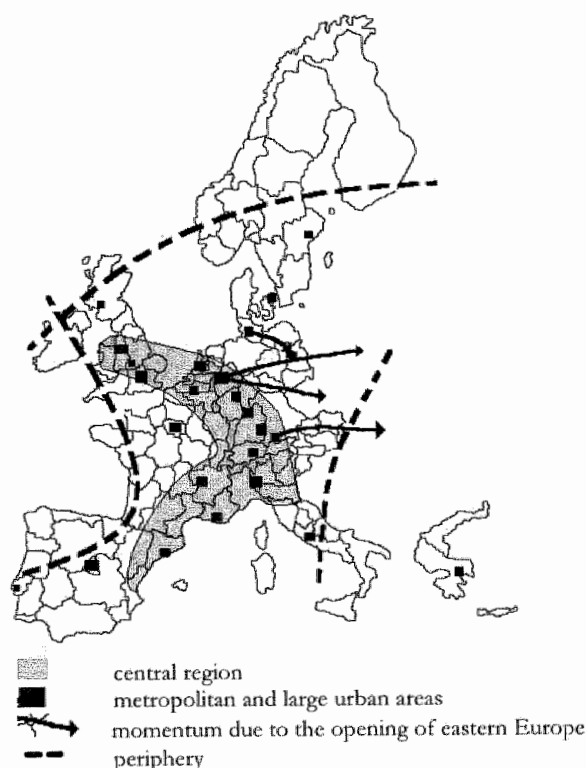 central region
metropolitan and large urban areas
momentum due to the opening of eastern Europe
periphery